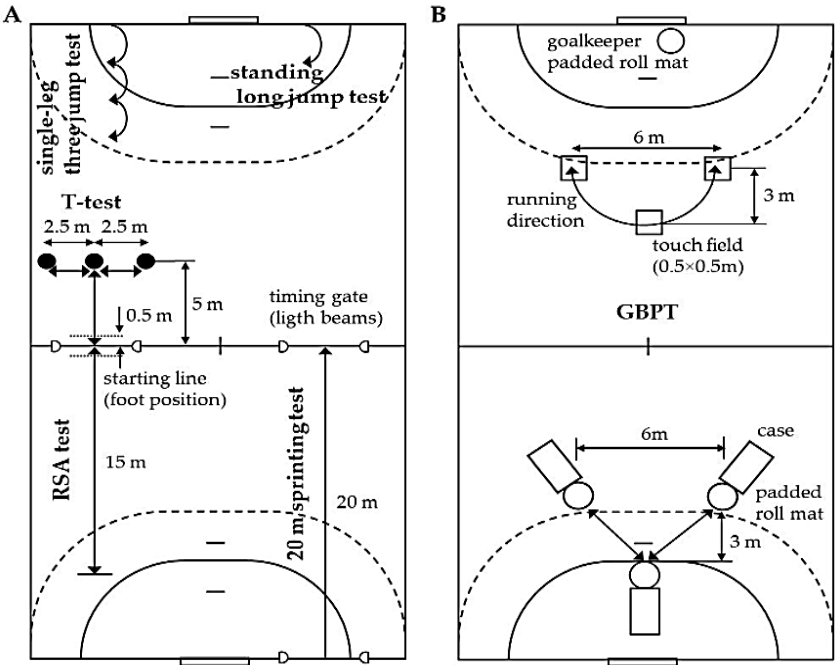 A
single-leg
three jump test
standing
long jump test
T-test
2.5 m
2.5 m
5 m
0.5 m
timing gate
(ligth beams)
starting line
(foot position)
RSA test
15 m
20 m sprinting test
20 m
B
goalkeeper
padded roll mat
6 m
3 m
running
direction
touch field
(0.5×0.5m)
GBPT
6m
case
padded
roll mat
3 m